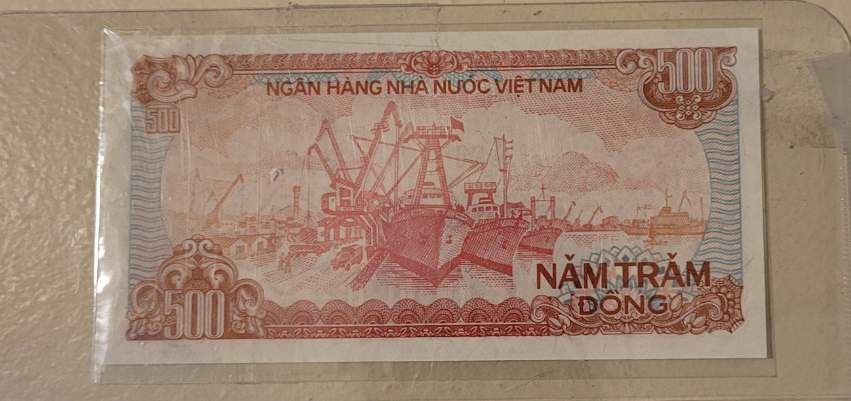 NGÂN HÀNG NHÀ NƯỚC VIỆT NAM
500
500
500
NĂM TRĂM
ĐỒNG